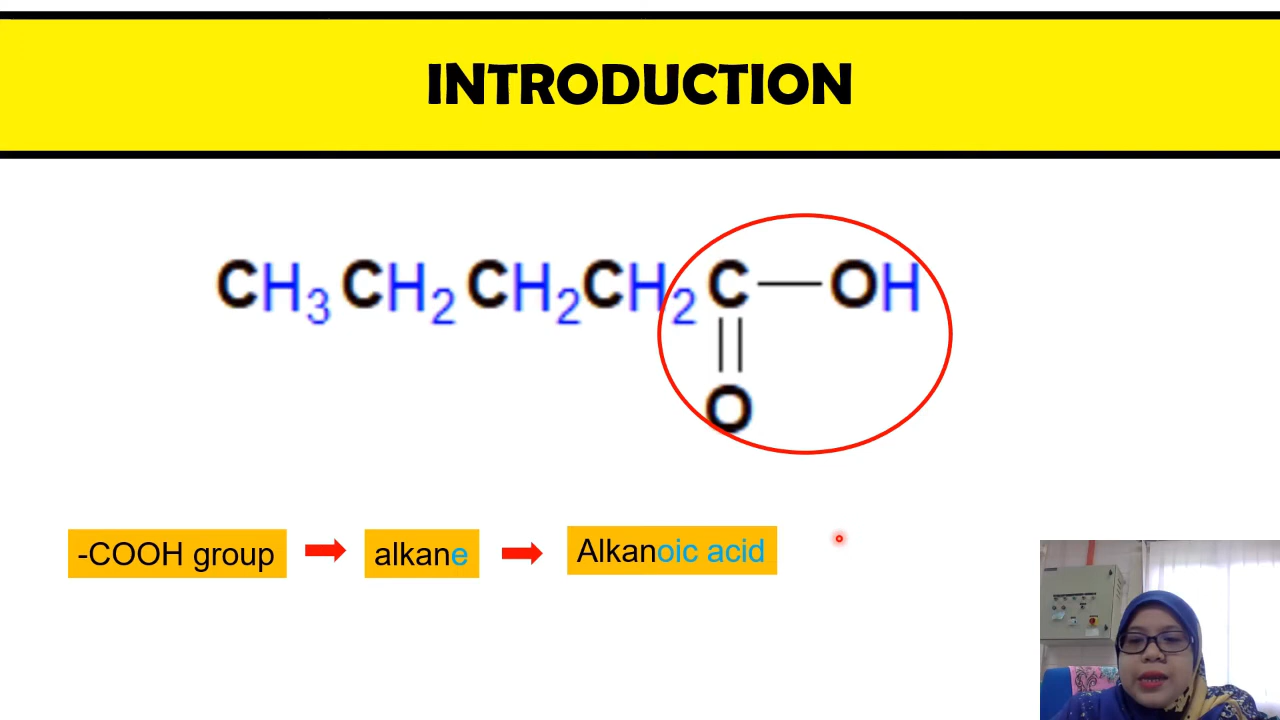 INTRODUCTION
CH₃CH₂CH₂CH₂C—OH
||
O
-COOH group
alkane
Alkanoic acid